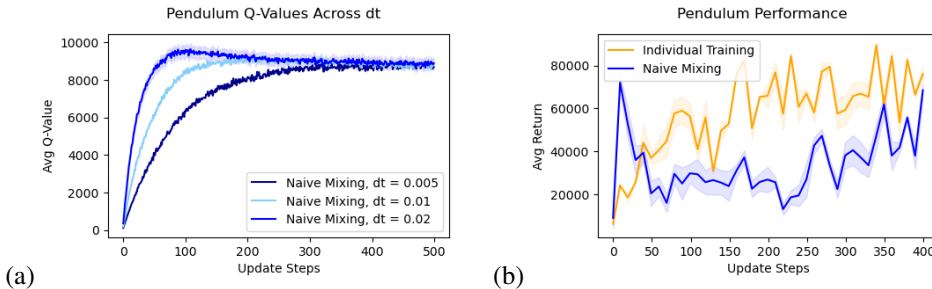 Pendulum Q-Values Across dt
10000
8000
6000
4000
2000
0
Avg Q-Value
Naive Mixing, dt = 0.005
Naive Mixing, dt = 0.01
Naive Mixing, dt = 0.02
0 100 200 300 400 500
Update Steps
(a)
Pendulum Performance
80000
60000
40000
20000
Avg Return
Individual Training
Naive Mixing
0 50 100 150 200 250 300 350 400
Update Steps
(b)